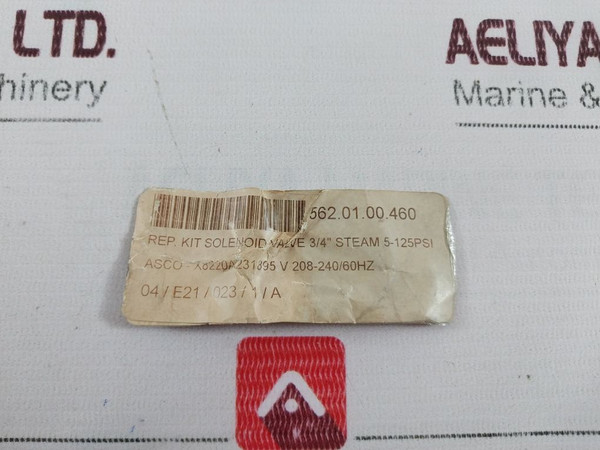 LTD.
AELIYA
hinery
Marine &
562.01.00.460
REP. KIT SOLENOID VALVE 3/4" STEAM 5-125PSI
ASCO - X8220A231395 V 208-240/60HZ
04 / E21 / 023 / 1 / A